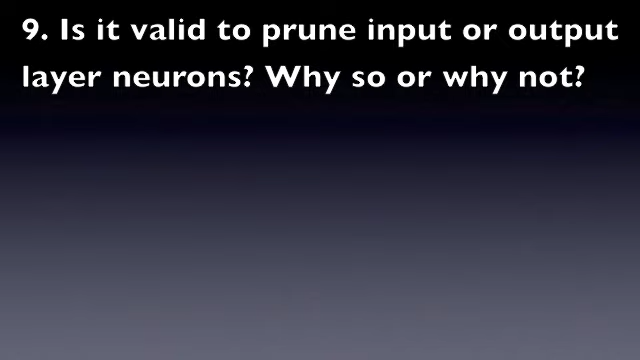 9. Is it valid to prune input or output
layer neurons? Why so or why not?